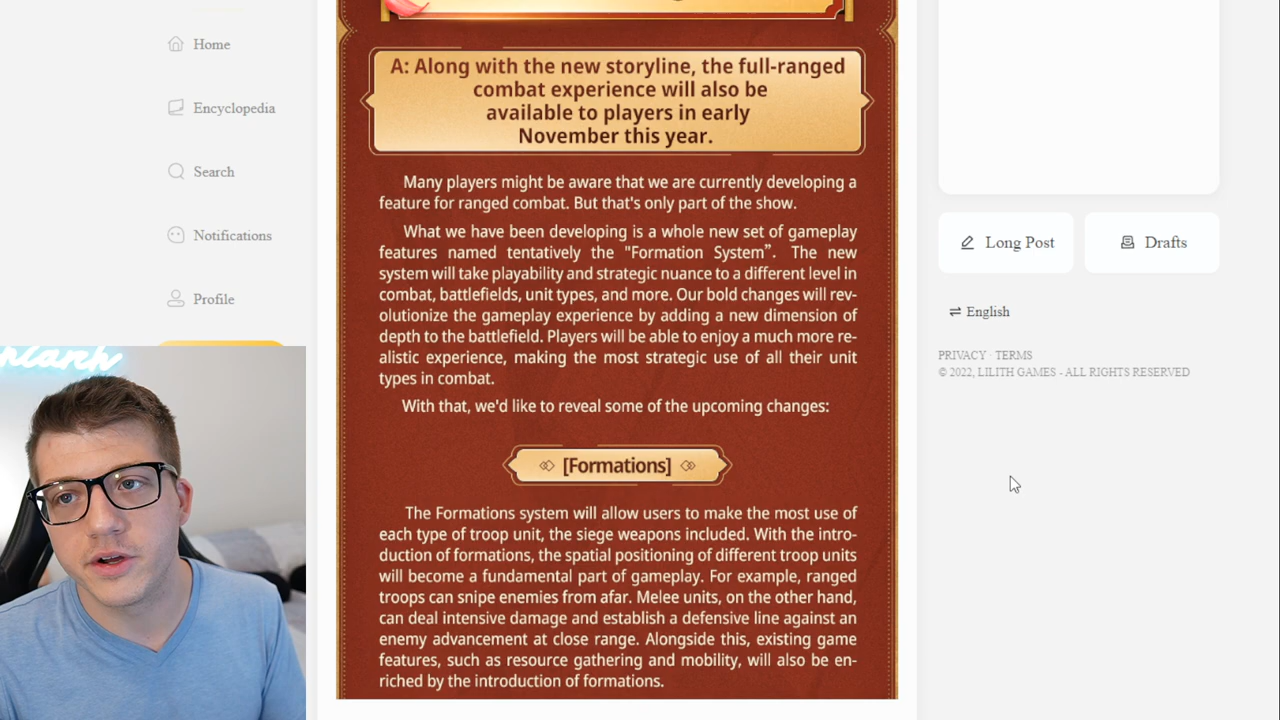 Home
Encyclopedia
Search
Notifications
Profile
A: Along with the new storyline, the full-ranged
combat experience will also be
available to players in early
November this year.
Many players might be aware that we are currently developing a
feature for ranged combat. But that's only part of the show.
What we have been developing is a whole new set of gameplay
features named tentatively the "Formation System”. The new
system will take playability and strategic nuance to a different level in
combat, battlefields, unit types, and more. Our bold changes will rev-
olutionize the gameplay experience by adding a new dimension of
depth to the battlefield. Players will be able to enjoy a much more re-
alistic experience, making the most strategic use of all their unit
types in combat.
With that, we'd like to reveal some of the upcoming changes:
[Formations]
The Formations system will allow users to make the most use of
each type of troop unit, the siege weapons included. With the intro-
duction of formations, the spatial positioning of different troop units
will become a fundamental part of gameplay. For example, ranged
troops can snipe enemies from afar. Melee units, on the other hand,
can deal intensive damage and establish a defensive line against an
enemy advancement at close range. Alongside this, existing game
features, such as resource gathering and mobility, will also be en-
riched by the introduction of formations.
Long Post
Drafts
English
PRIVACY · TERMS
© 2022, LILITH GAMES - ALL RIGHTS RESERVED